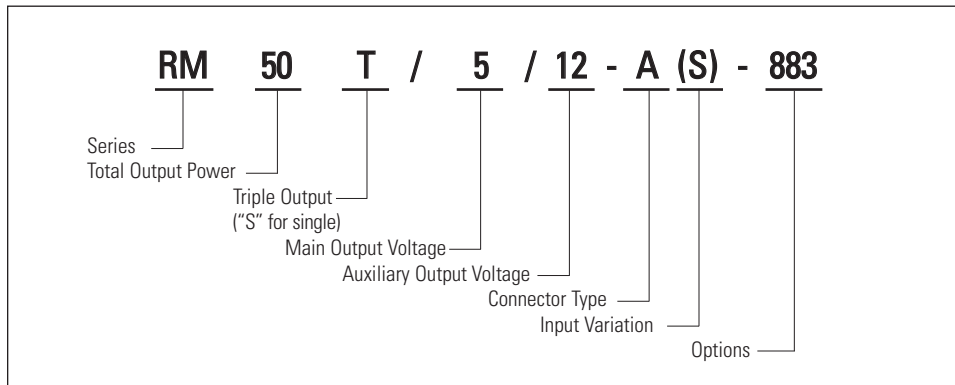 RM 50 T / 5 / 12 - A (S) - 883
Series
Total Output Power
Triple Output
(“S” for single)
Main Output Voltage
Auxiliary Output Voltage
Connector Type
Input Variation
Options